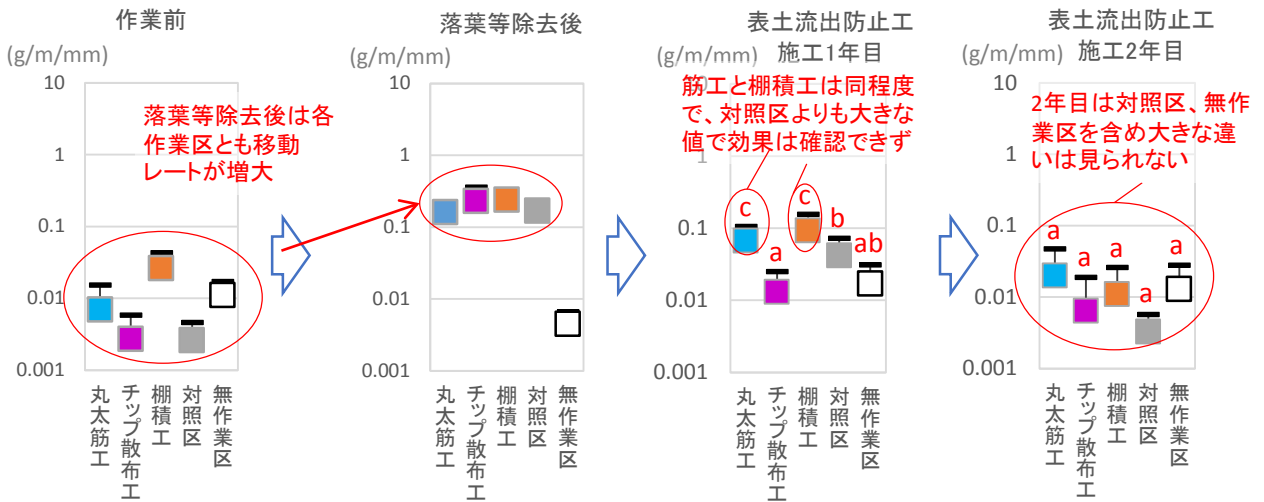 作業前
(g/m/mm)
10
1
0.1
0.01
0.001
落葉等除去後は各
作業区とも移動
レートが増大
丸太筋工
チップ散布工
棚積工
対照区
無作業区
落葉等除去後
(g/m/mm)
10
1
0.1
0.01
0.001
丸太筋工
チップ散布工
棚積工
対照区
無作業区
表土流出防止工
施工1年目
(g/m/mm)
筋工と棚積工は同程度
で、対照区よりも大きな
値で効果は確認できず
0
1
0.1
0.01
0.001
c
a
c
b
ab
丸太筋工
チップ散布工
棚積工
対照区
無作業区
表土流出防止工
施工2年目
(g/m/mm)
10
1
0.1
0.01
0.001
2年目は対照区、無作
業区を含め大きな違
いは見られない
a
a
a
a
a
丸太筋工
チップ散布工
棚積工
対照区
無作業区